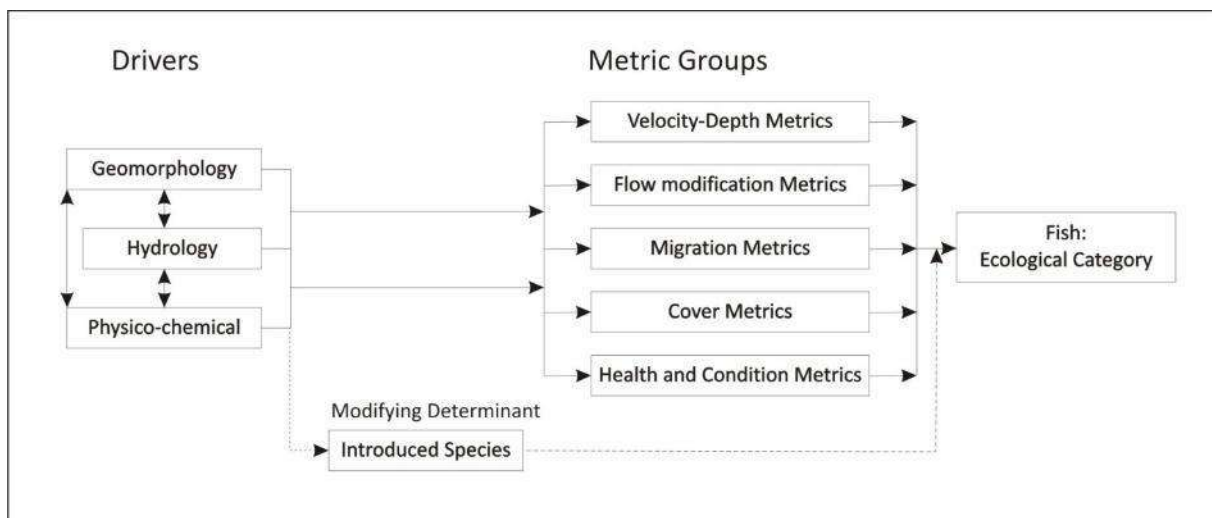 Drivers
Metric Groups
Velocity-Depth Metrics
Geomorphology
Flow modification Metrics
Hydrology
Migration Metrics
Fish:
Ecological Category
Physico-chemical
Cover Metrics
Health and Condition Metrics
Modifying Determinant
Introduced Species